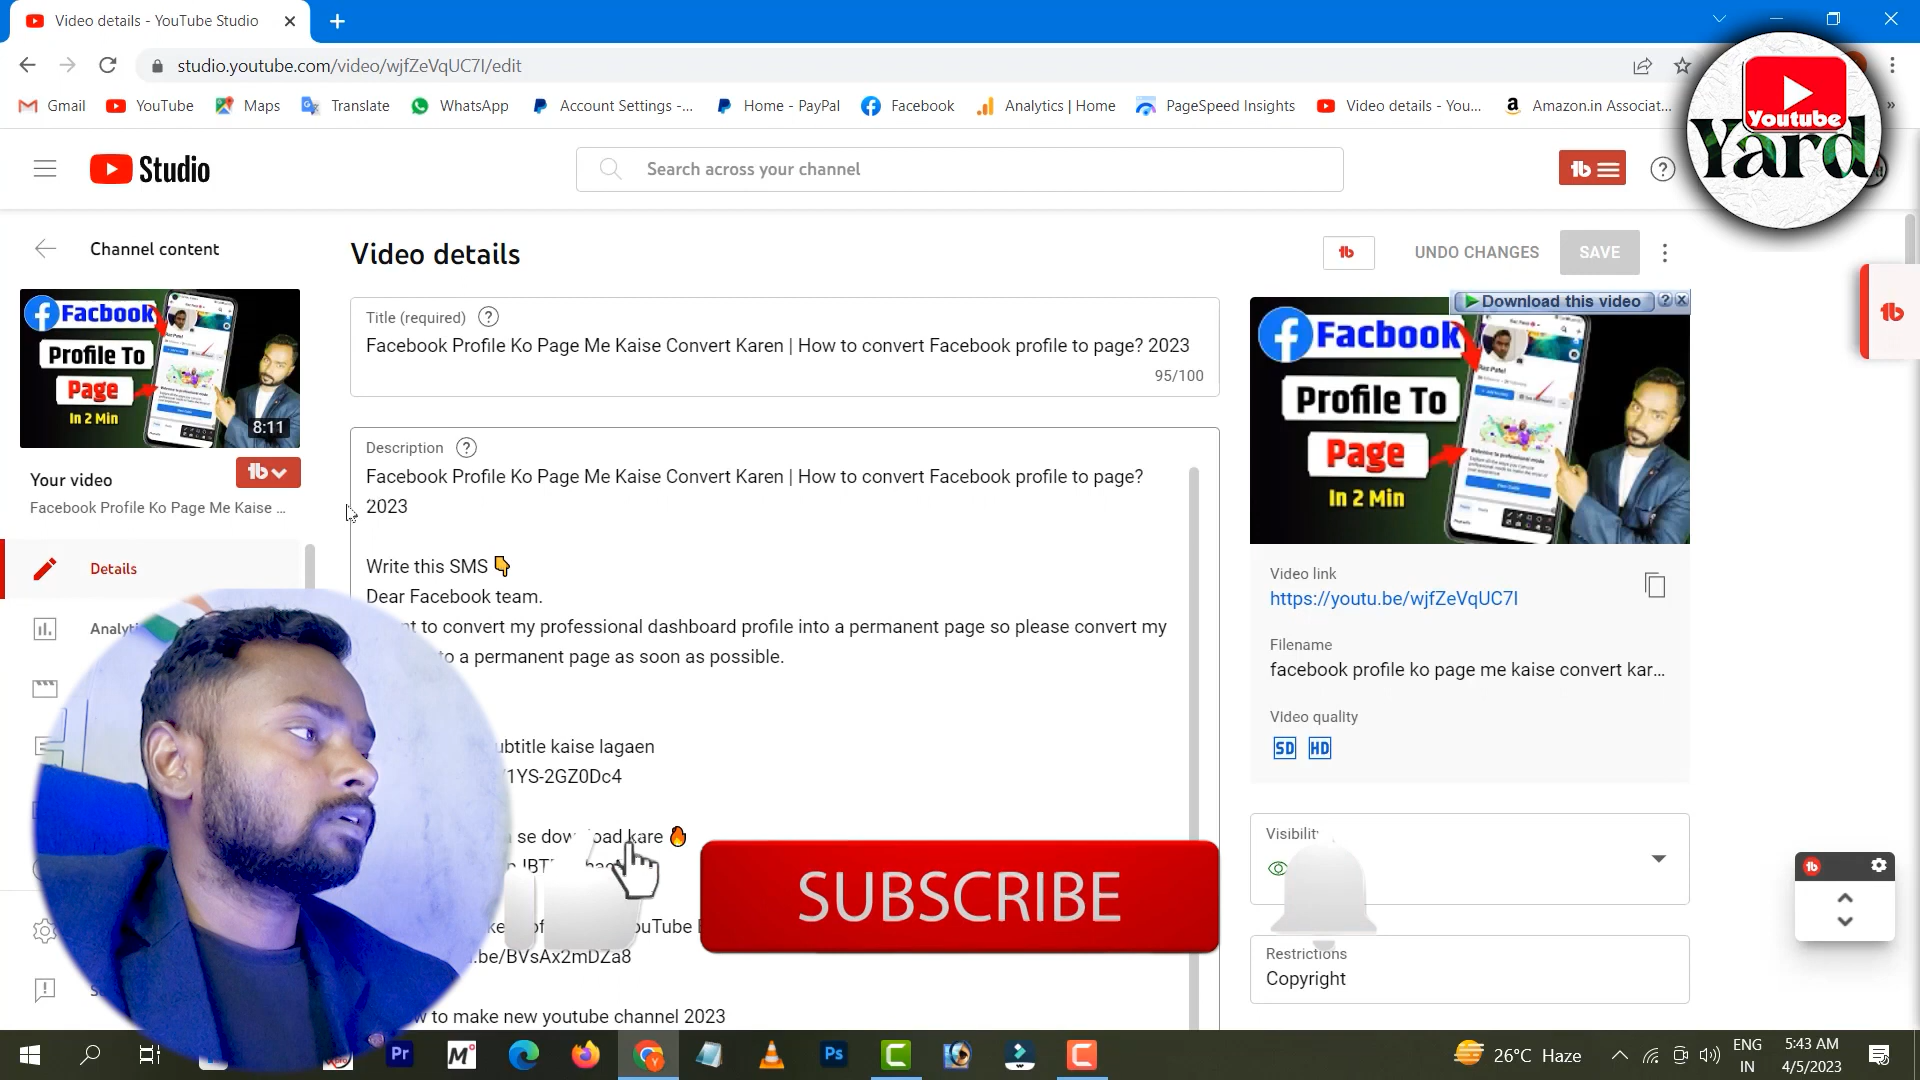 Video details - YouTube Studio
studio.youtube.com/video/wjfZeVqUC7I/edit
Gmail
YouTube
Maps
Translate
WhatsApp
Account Settings -...
Home - PayPal
Facebook
Analytics | Home
PageSpeed Insights
Video details - You...
Amazon.in Associat...
Youtube
Yard
Studio
Search across your channel
Channel content
Video details
UNDO CHANGES
SAVE
Facbook
Profile To
Page
In 2 Min
8:11
Your video
Facebook Profile Ko Page Me Kaise ...
Details
Title (required)
Facebook Profile Ko Page Me Kaise Convert Karen | How to convert Facebook profile to page? 2023
95/100
Description
Facebook Profile Ko Page Me Kaise Convert Karen | How to convert Facebook profile to page?
2023
Write this SMS 👇
Dear Facebook team.
to convert my professional dashboard profile into a permanent page so please convert my
a permanent page as soon as possible.
kaise lagaen
1YS-2GZ0Dc4
se download kare 🔥
.be/BVsAx2mDZa8
to make new youtube channel 2023
SUBSCRIBE
Download this video
Facbook
Profile To
Page
In 2 Min
Video link
https://youtu.be/wjfZeVqUC7I
Filename
facebook profile ko page me kaise convert kar...
Video quality
SD HD
Visibility
Restrictions
Copyright
26°C Haze
ENG
IN
5:43 AM
4/5/2023